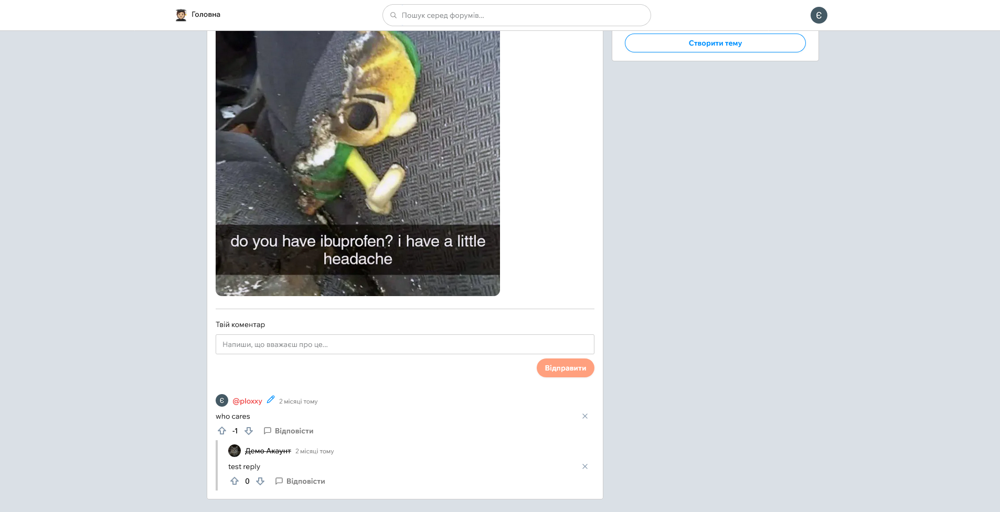 Головна
Пошук серед форумів...
Є
Створити тему
do you have ibuprofen? i have a little
headache
Твій коментар
Напиши, що вважаєш про це...
Відправити
Є @ploxxy 2 місяці тому
who cares
-1 Відповісти
Демо Акаунт 2 місяці тому
test reply
0 Відповісти